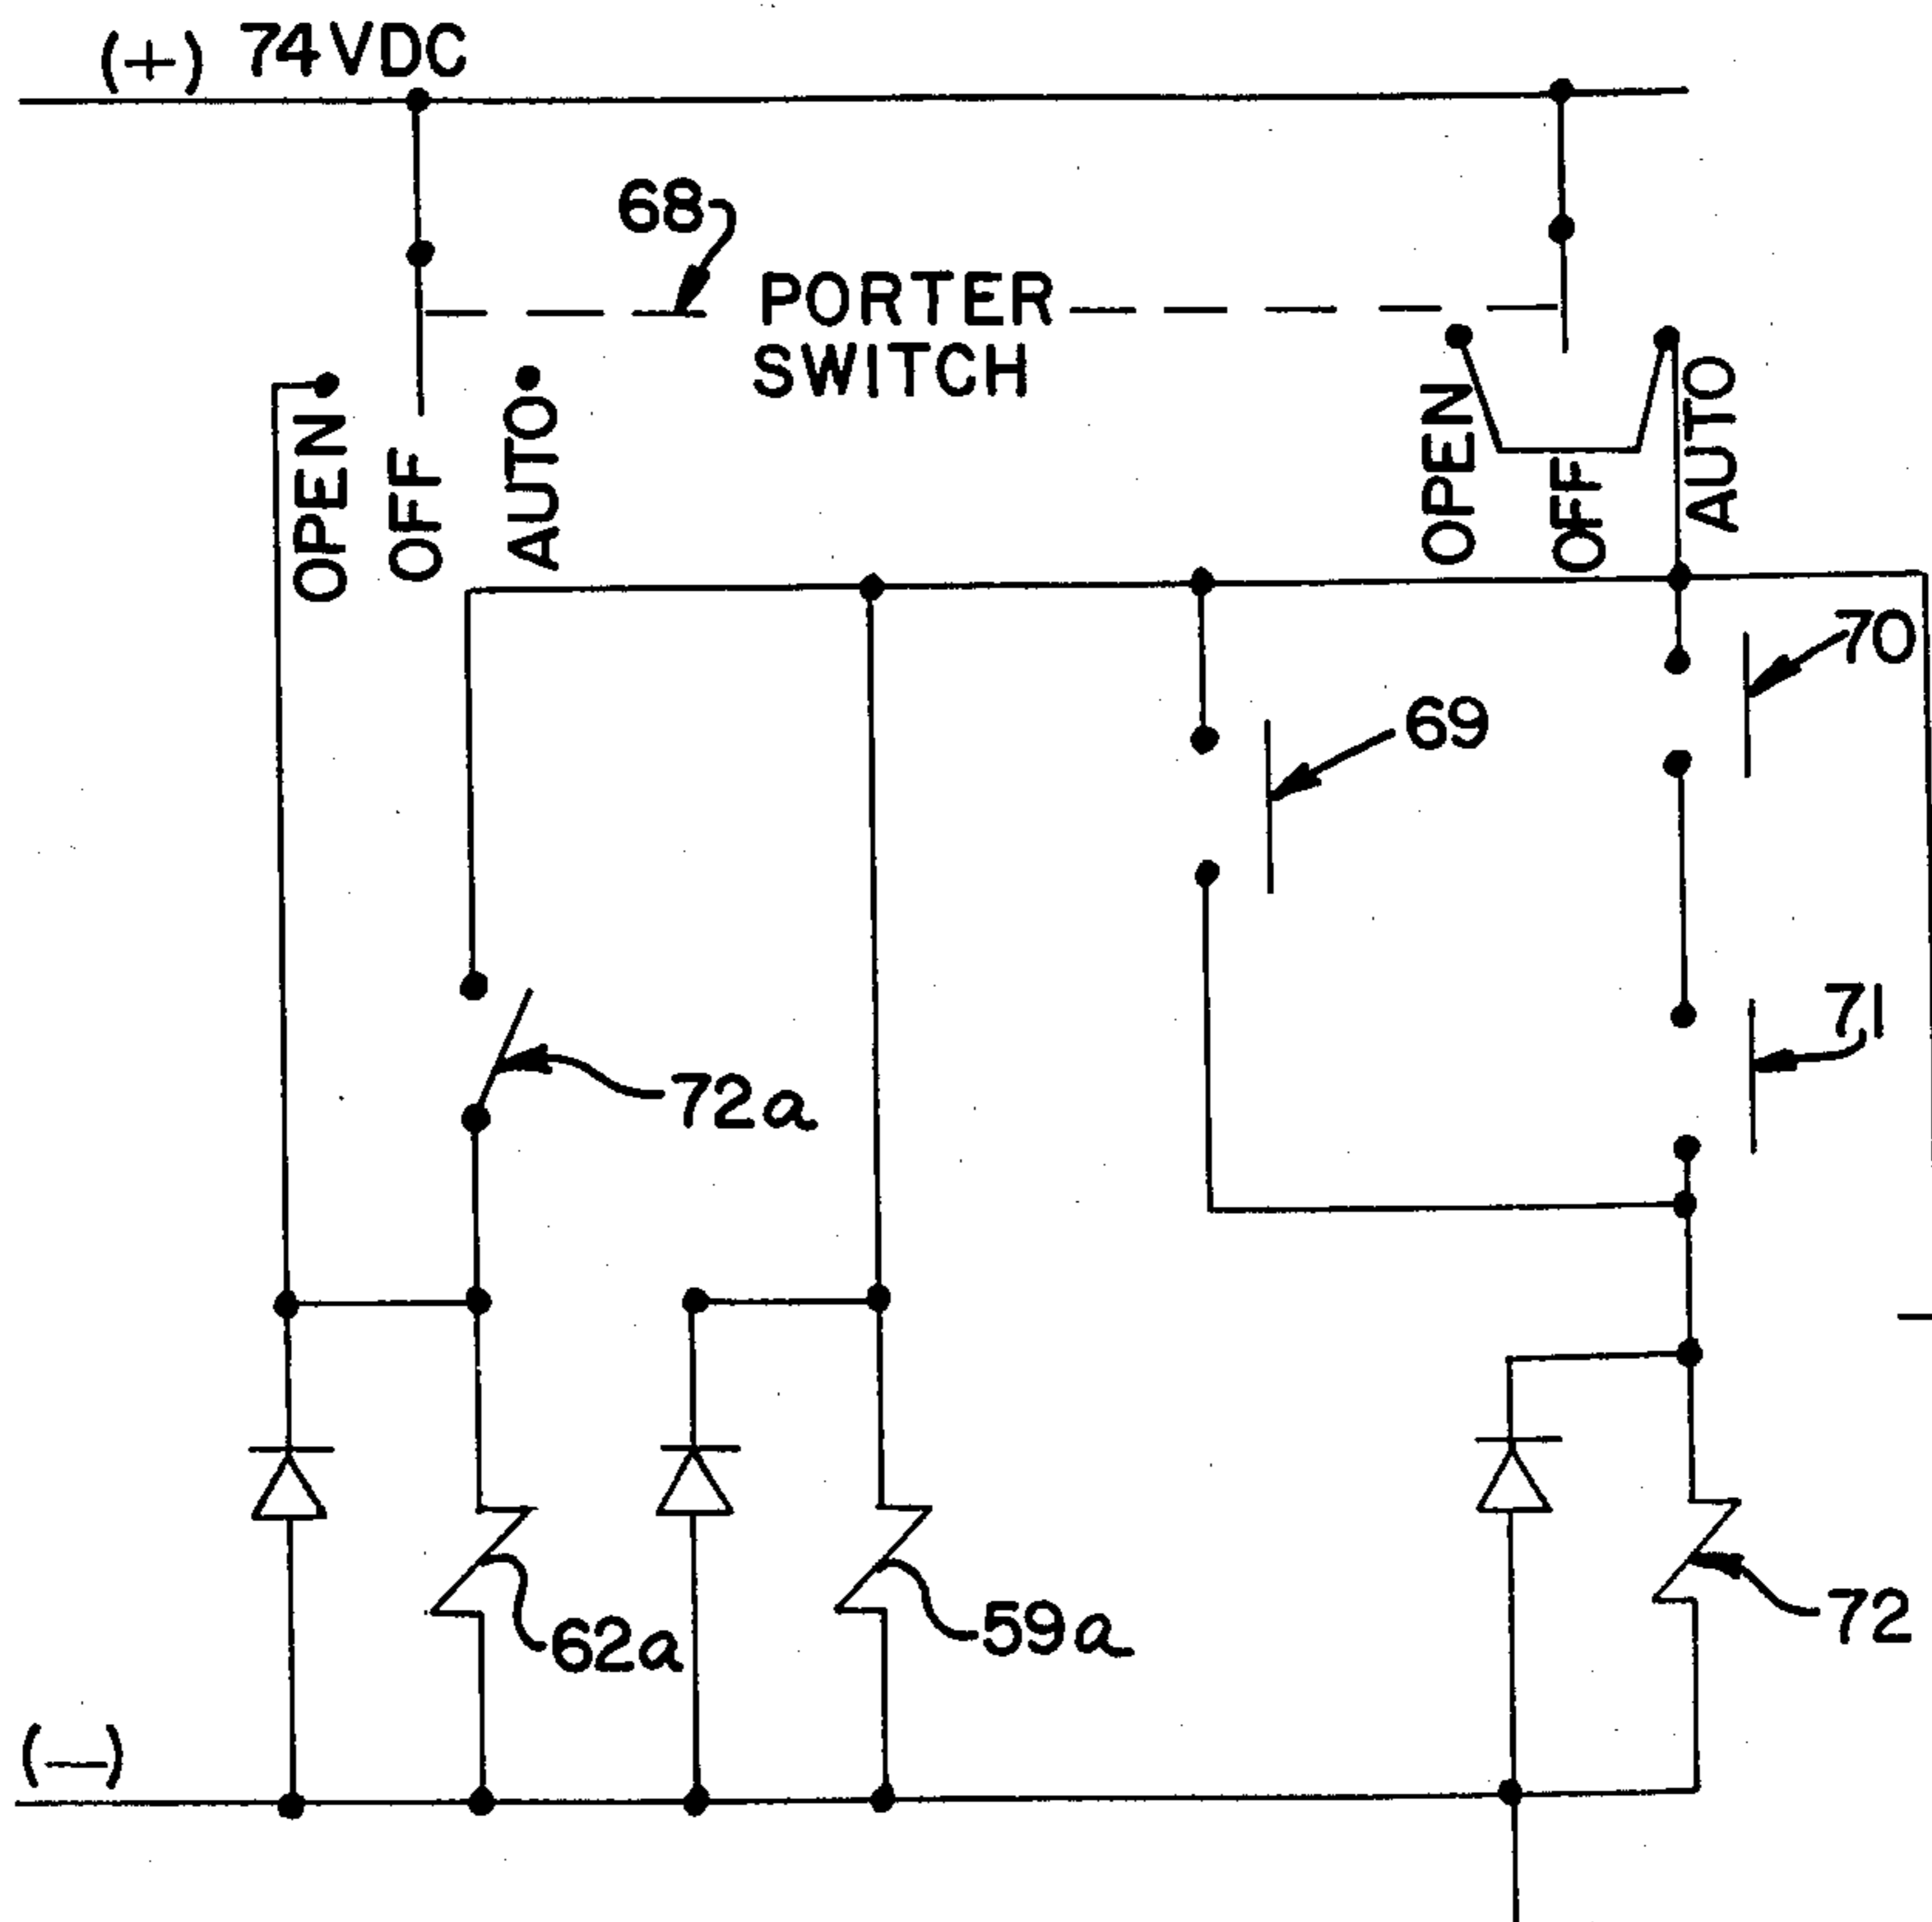 (+) 74VDC
68
PORTER
SWITCH
OPEN
OFF
AUTO
OPEN
OFF
AUTO
70
69
71
72a
62a
59a
72
(—)